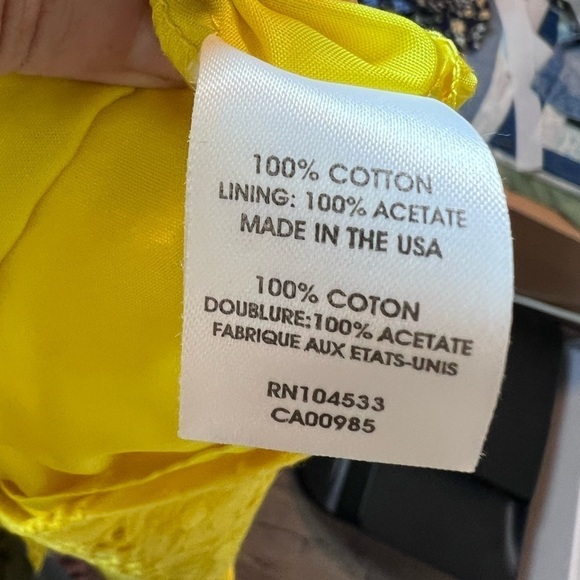 100% COTTON
LINING: 100% ACETATE
MADE IN THE USA
100% COTON
DOUBLURE:100% ACETATE
FABRIQUE AUX ETATS-UNIS
RN104533
CA00985